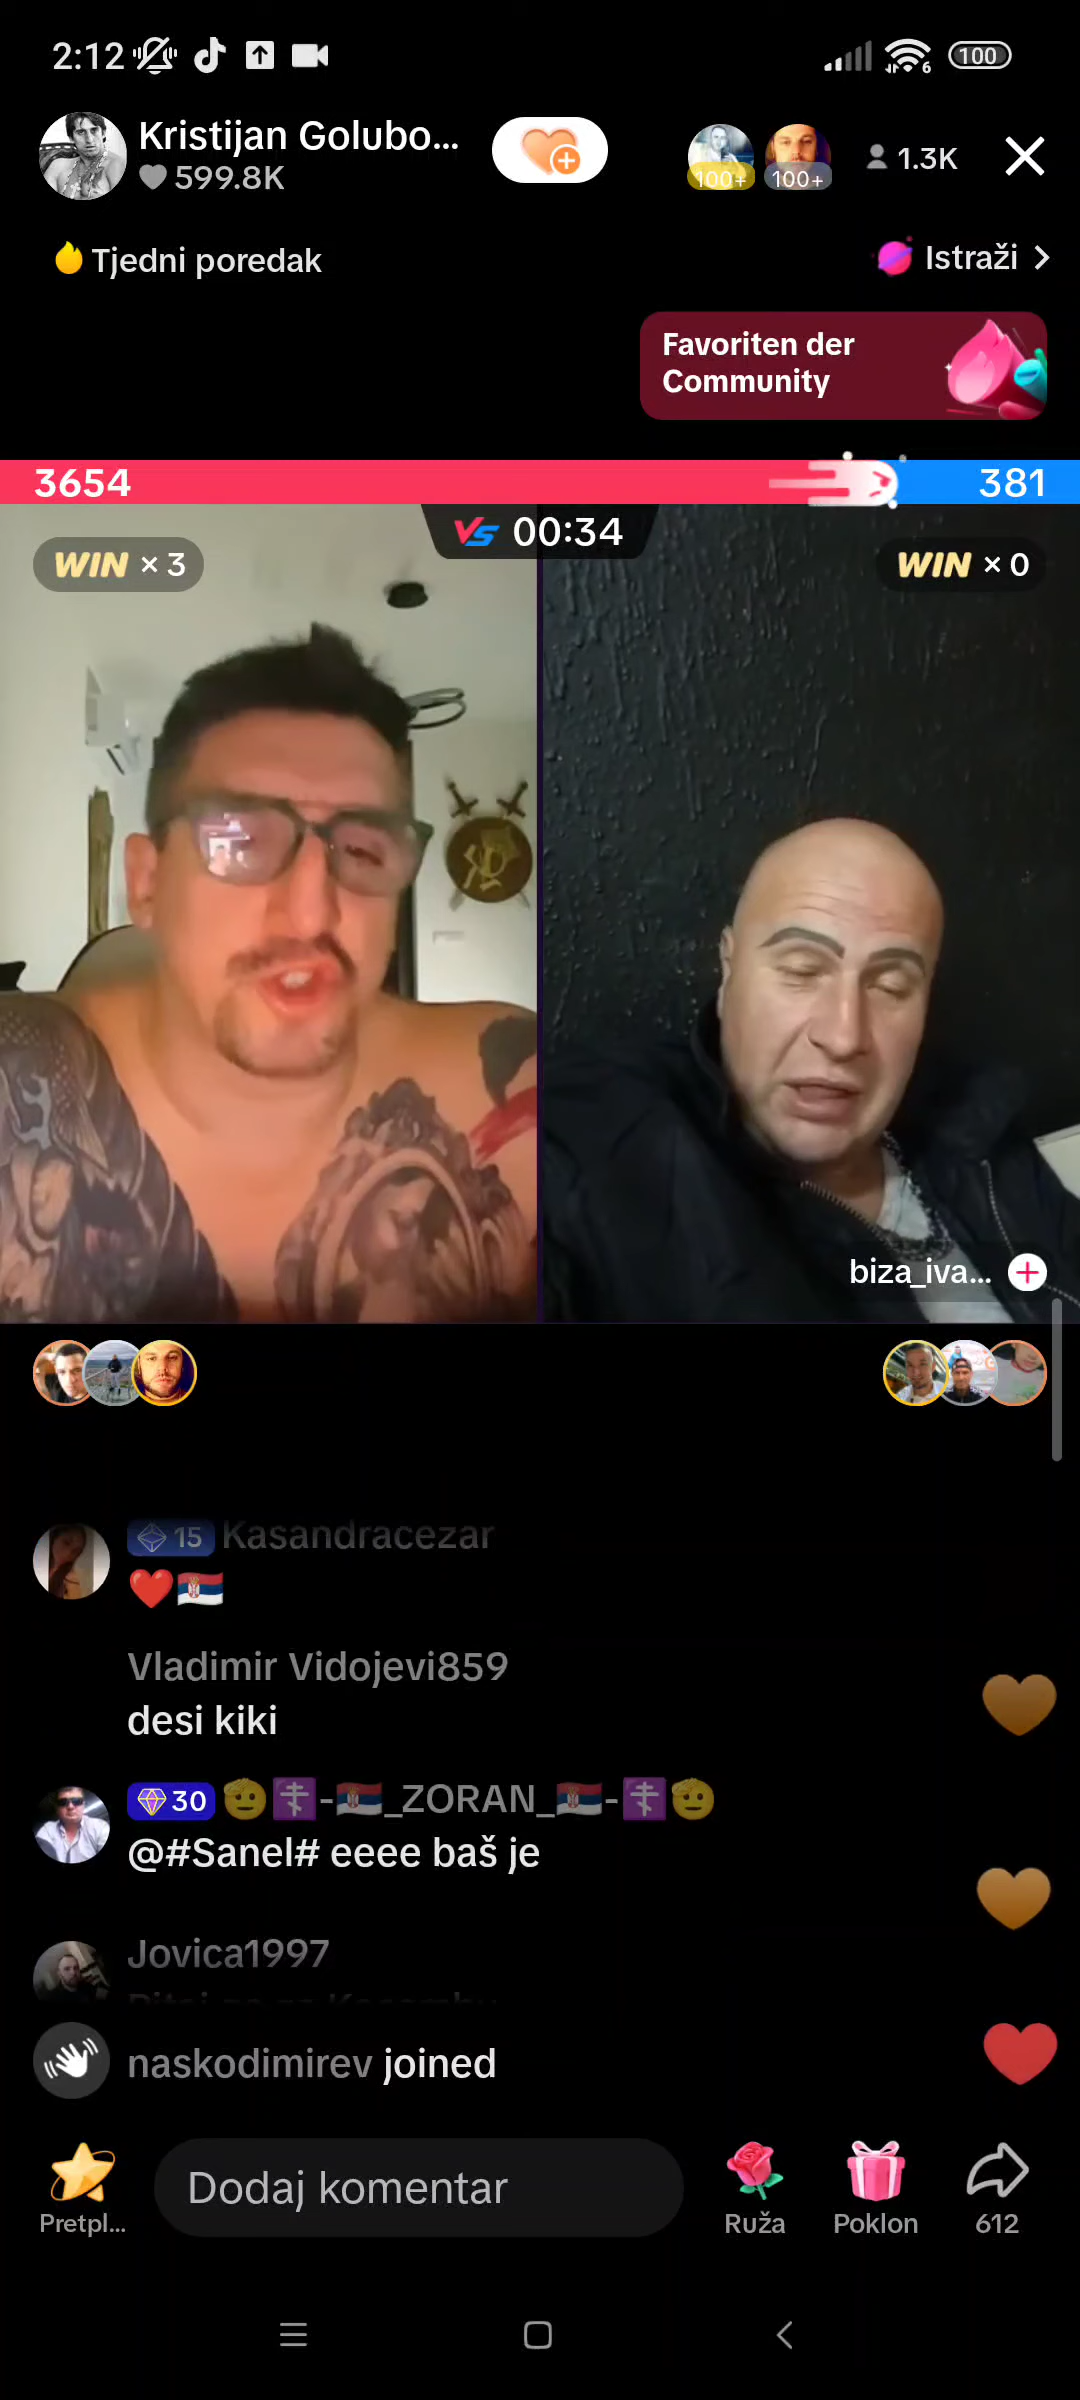 2:12
6
100
Kristijan Golubo...
599.8K
100+
100+
1.3K
Tjedni poredak
Istraži >
Favoriten der
Community
3654
381
VS 00:34
WIN × 3
WIN × 0
biza_iva...
15 Kasandracezar
❤️🇷🇸
Vladimir Vidojevi859
desi kiki
30 🫡☦️-🇷🇸_ZORAN_🇷🇸-☦️🫡
@#Sanel# eeee baš je
Jovica1997
naskodimirev joined
Dodaj komentar
Pretpl...
Ruža
Poklon
612